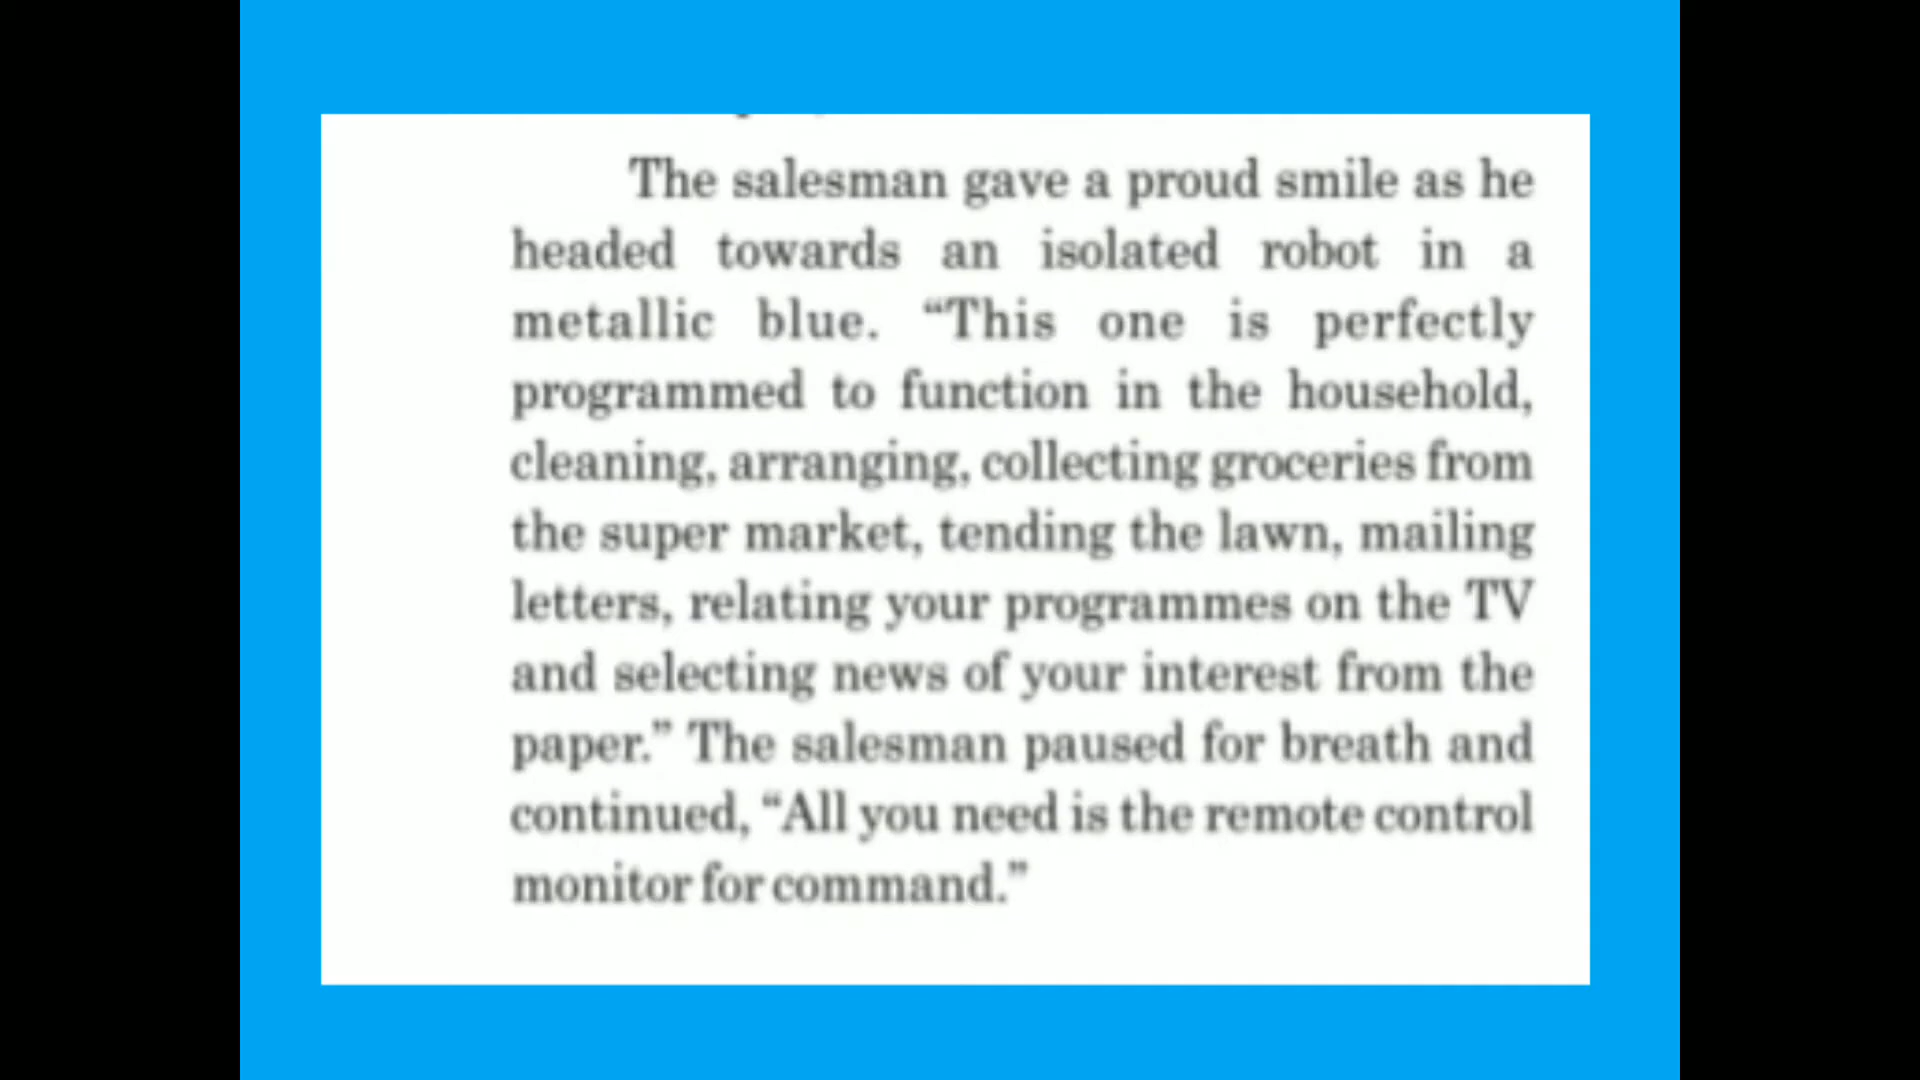 The salesman gave a proud smile as he
headed towards an isolated robot in a
metallic blue. “This one is perfectly
programmed to function in the household,
cleaning, arranging, collecting groceries from
the super market, tending the lawn, mailing
letters, relating your programmes on the TV
and selecting news of your interest from the
paper.” The salesman paused for breath and
continued, “All you need is the remote control
monitor for command.”